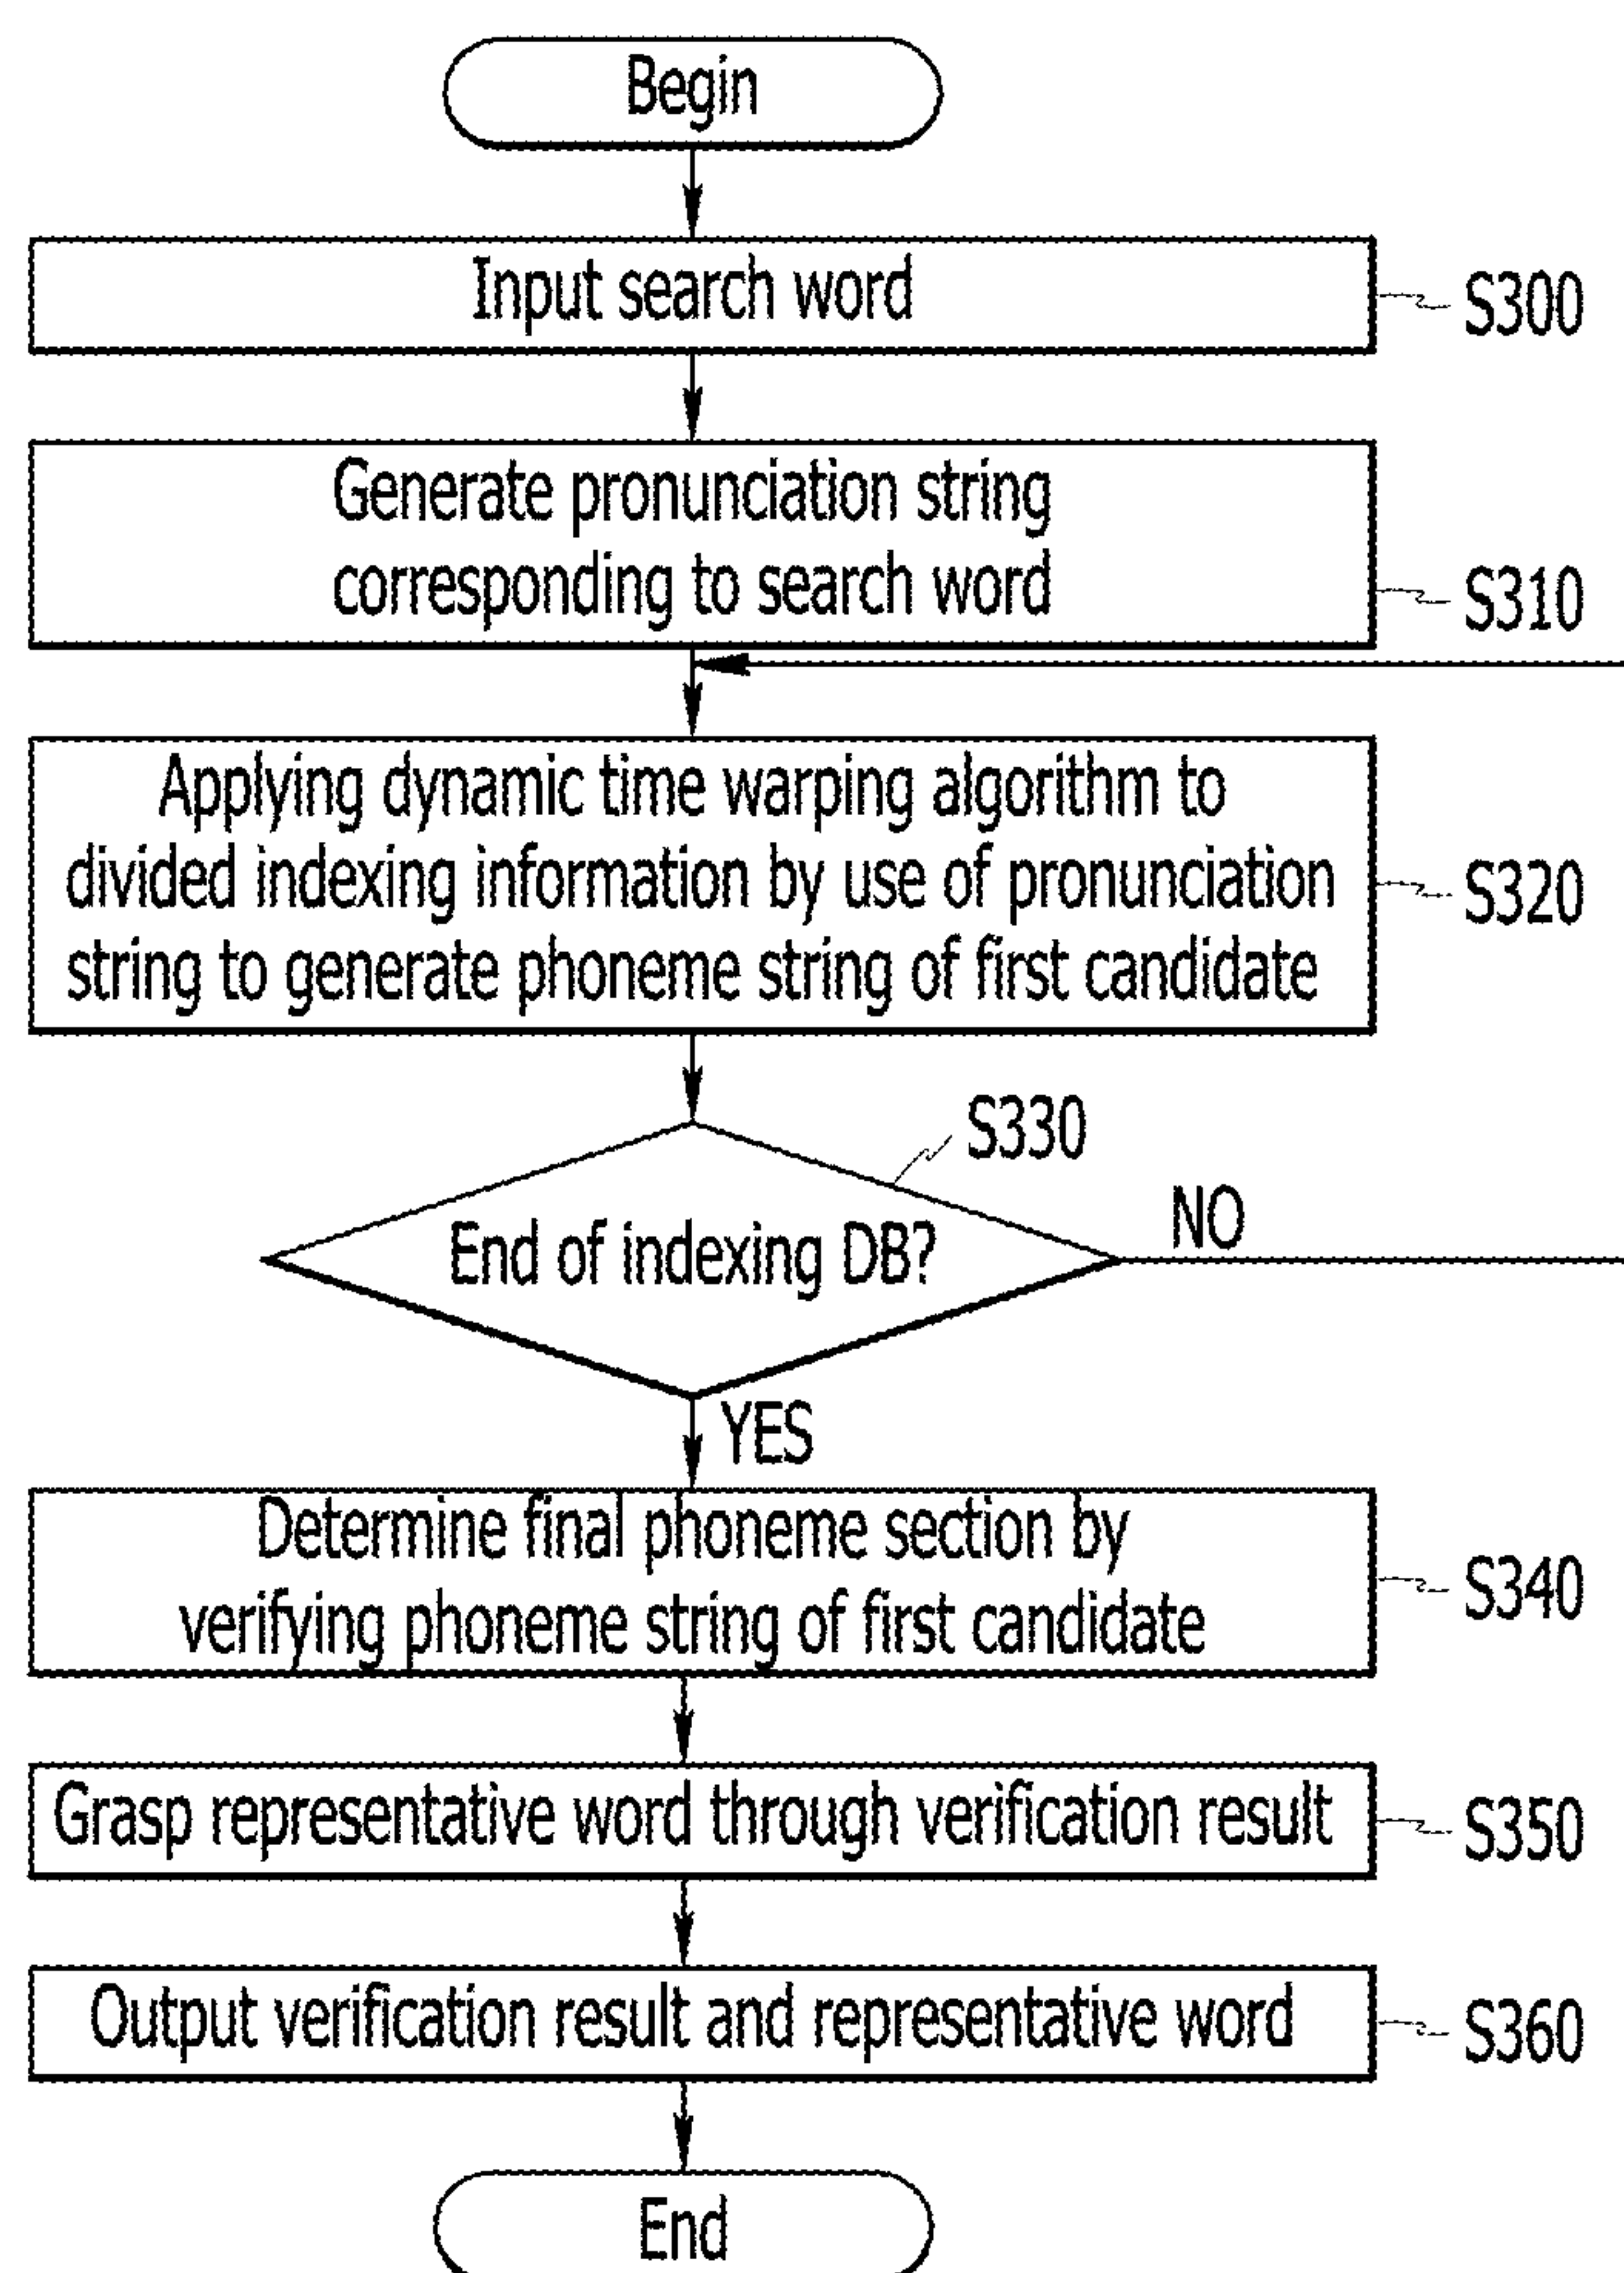 Begin
Input search word
S300
Generate pronunciation string
corresponding to search word
S310
Applying dynamic time warping algorithm to
divided indexing information by use of pronunciation
string to generate phoneme string of first candidate
S320
S330
End of indexing DB?
NO
YES
Determine final phoneme section by
verifying phoneme string of first candidate
S340
Grasp representative word through verification result
S350
Output verification result and representative word
S360
End